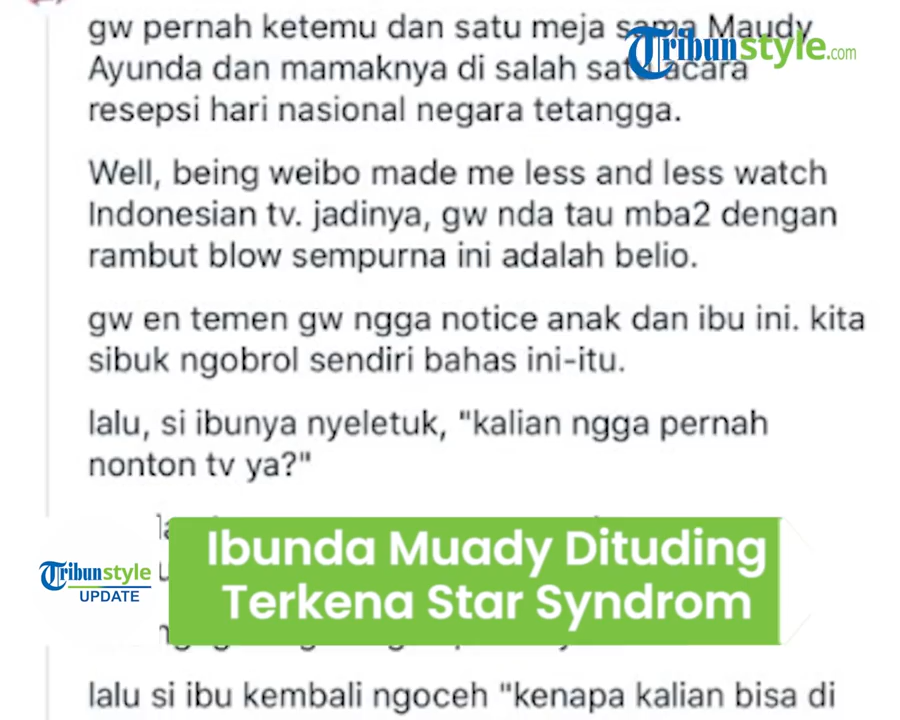 gw pernah ketemu dan satu meja sama Maudy
Tribunstyle.com
Ayunda dan mamaknya di salah satu acara
resepsi hari nasional negara tetangga.
Well, being weibo made me less and less watch
Indonesian tv. jadinya, gw nda tau mba2 dengan
rambut blow sempurna ini adalah belio.
gw en temen gw ngga notice anak dan ibu ini. kita
sibuk ngobrol sendiri bahas ini-itu.
lalu, si ibunya nyeletuk, "kalian ngga pernah
nonton tv ya?"
Ibunda Muady Dituding
Terkena Star Syndrom
Tribunstyle
UPDATE
lalu si ibu kembali ngoceh "kenapa kalian bisa di